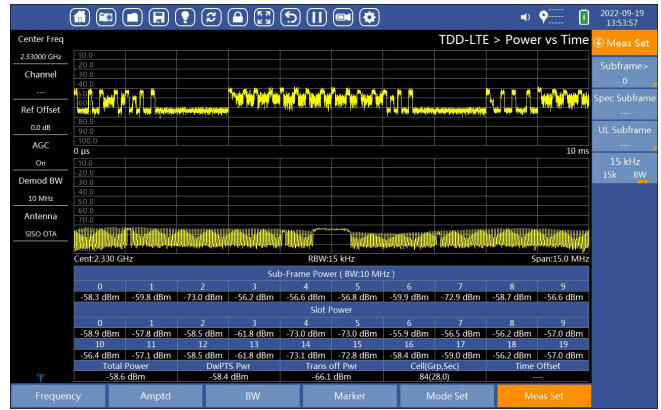 2022-09-19
13:53:57
Center Freq
2.33000 GHz
Channel
---
Ref Offset
0.0 dB
AGC
On
Demod BW
10 MHz
Antenna
SISO OTA
TDD-LTE > Power vs Time
-10.0
-20.0
-30.0
-40.0
-50.0
-60.0
-80.0
-90.0
-100.0
0 μs
10 ms
-10.0
-20.0
-30.0
-40.0
-50.0
-60.0
-70.0
Cent:2.330 GHz
RBW:15 kHz
Span:15.0 MHz
Sub-Frame Power ( BW:10 MHz )
0 1 2 3 4 5 6 7 8 9
-58.3 dBm -59.8 dBm -73.0 dBm -56.2 dBm -56.6 dBm -56.8 dBm -59.9 dBm -72.9 dBm -58.7 dBm -56.6 dBm
Slot Power
0 1 2 3 4 5 6 7 8 9
-58.9 dBm -57.8 dBm -58.5 dBm -61.8 dBm -73.0 dBm -73.0 dBm -55.9 dBm -56.5 dBm -56.2 dBm -57.0 dBm
10 11 12 13 14 15 16 17 18 19
-56.4 dBm -57.1 dBm -58.5 dBm -61.8 dBm -73.1 dBm -72.8 dBm -58.4 dBm -59.0 dBm -56.2 dBm -57.0 dBm
Total Power DwPTS Pwr Trans off Pwr Cell(Grp,Sec) Time Offset
-58.6 dBm -58.4 dBm -66.1 dBm 84(28,0) ---
Meas Set
Subframe>
0
Spec Subframe
---
UL Subframe
---
15 kHz
15k BW
Frequency Amptd BW Marker Mode Set Meas Set